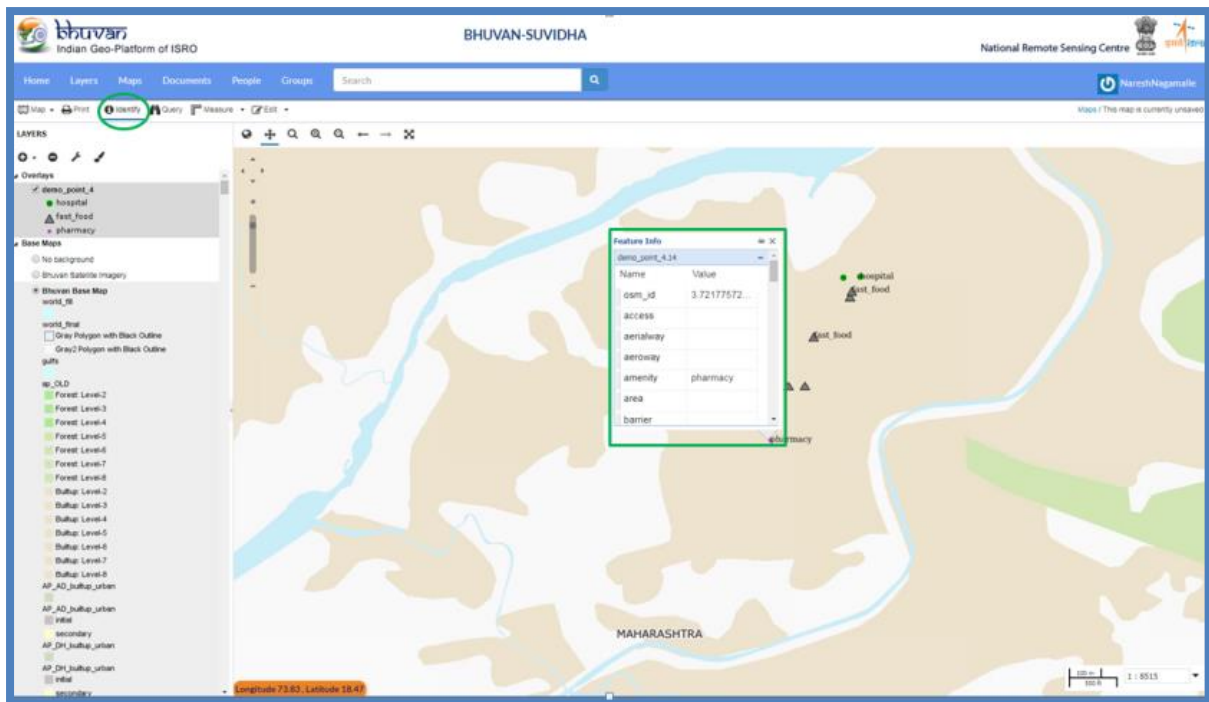 bhuvan
Indian Geo-Platform of ISRO
BHUVAN-SUVIDHA
National Remote Sensing Centre
Home Layers Maps Documents People Groups Search
NareshNagamalle
Map Print Identify Query Measure Edit
Maps / This map is currently unsaved
LAYERS
Overlays
demo_point_4
hospital
fast_food
pharmacy
Base Maps
No background
Bhuvan Satellite Imagery
Bhuvan Base Map
world_fill
world_final
Gray Polygon with Black Outline
Gray2 Polygon with Black Outline
gulfs
ap_OLD
Forest: Level-2
Forest: Level-3
Forest: Level-4
Forest: Level-5
Forest: Level-6
Forest: Level-7
Forest: Level-8
Builtup: Level-2
Builtup: Level-3
Builtup: Level-4
Builtup: Level-5
Builtup: Level-6
Builtup: Level-7
Builtup: Level-8
AP_AD_builtup_urban
AP_AD_builtup_urban
initial
secondary
AP_DH_builtup_urban
AP_DH_builtup_urban
initial
secondary
Feature Info
demo_point_4.14
Name Value
osm_id 3.72177572...
access
aerialway
aeroway
amenity pharmacy
area
barrier
hospital
fast_food
fast_food
pharmacy
MAHARASHTRA
Longitude 73.83 , Latitude 18.47
100 m
1 : 8515